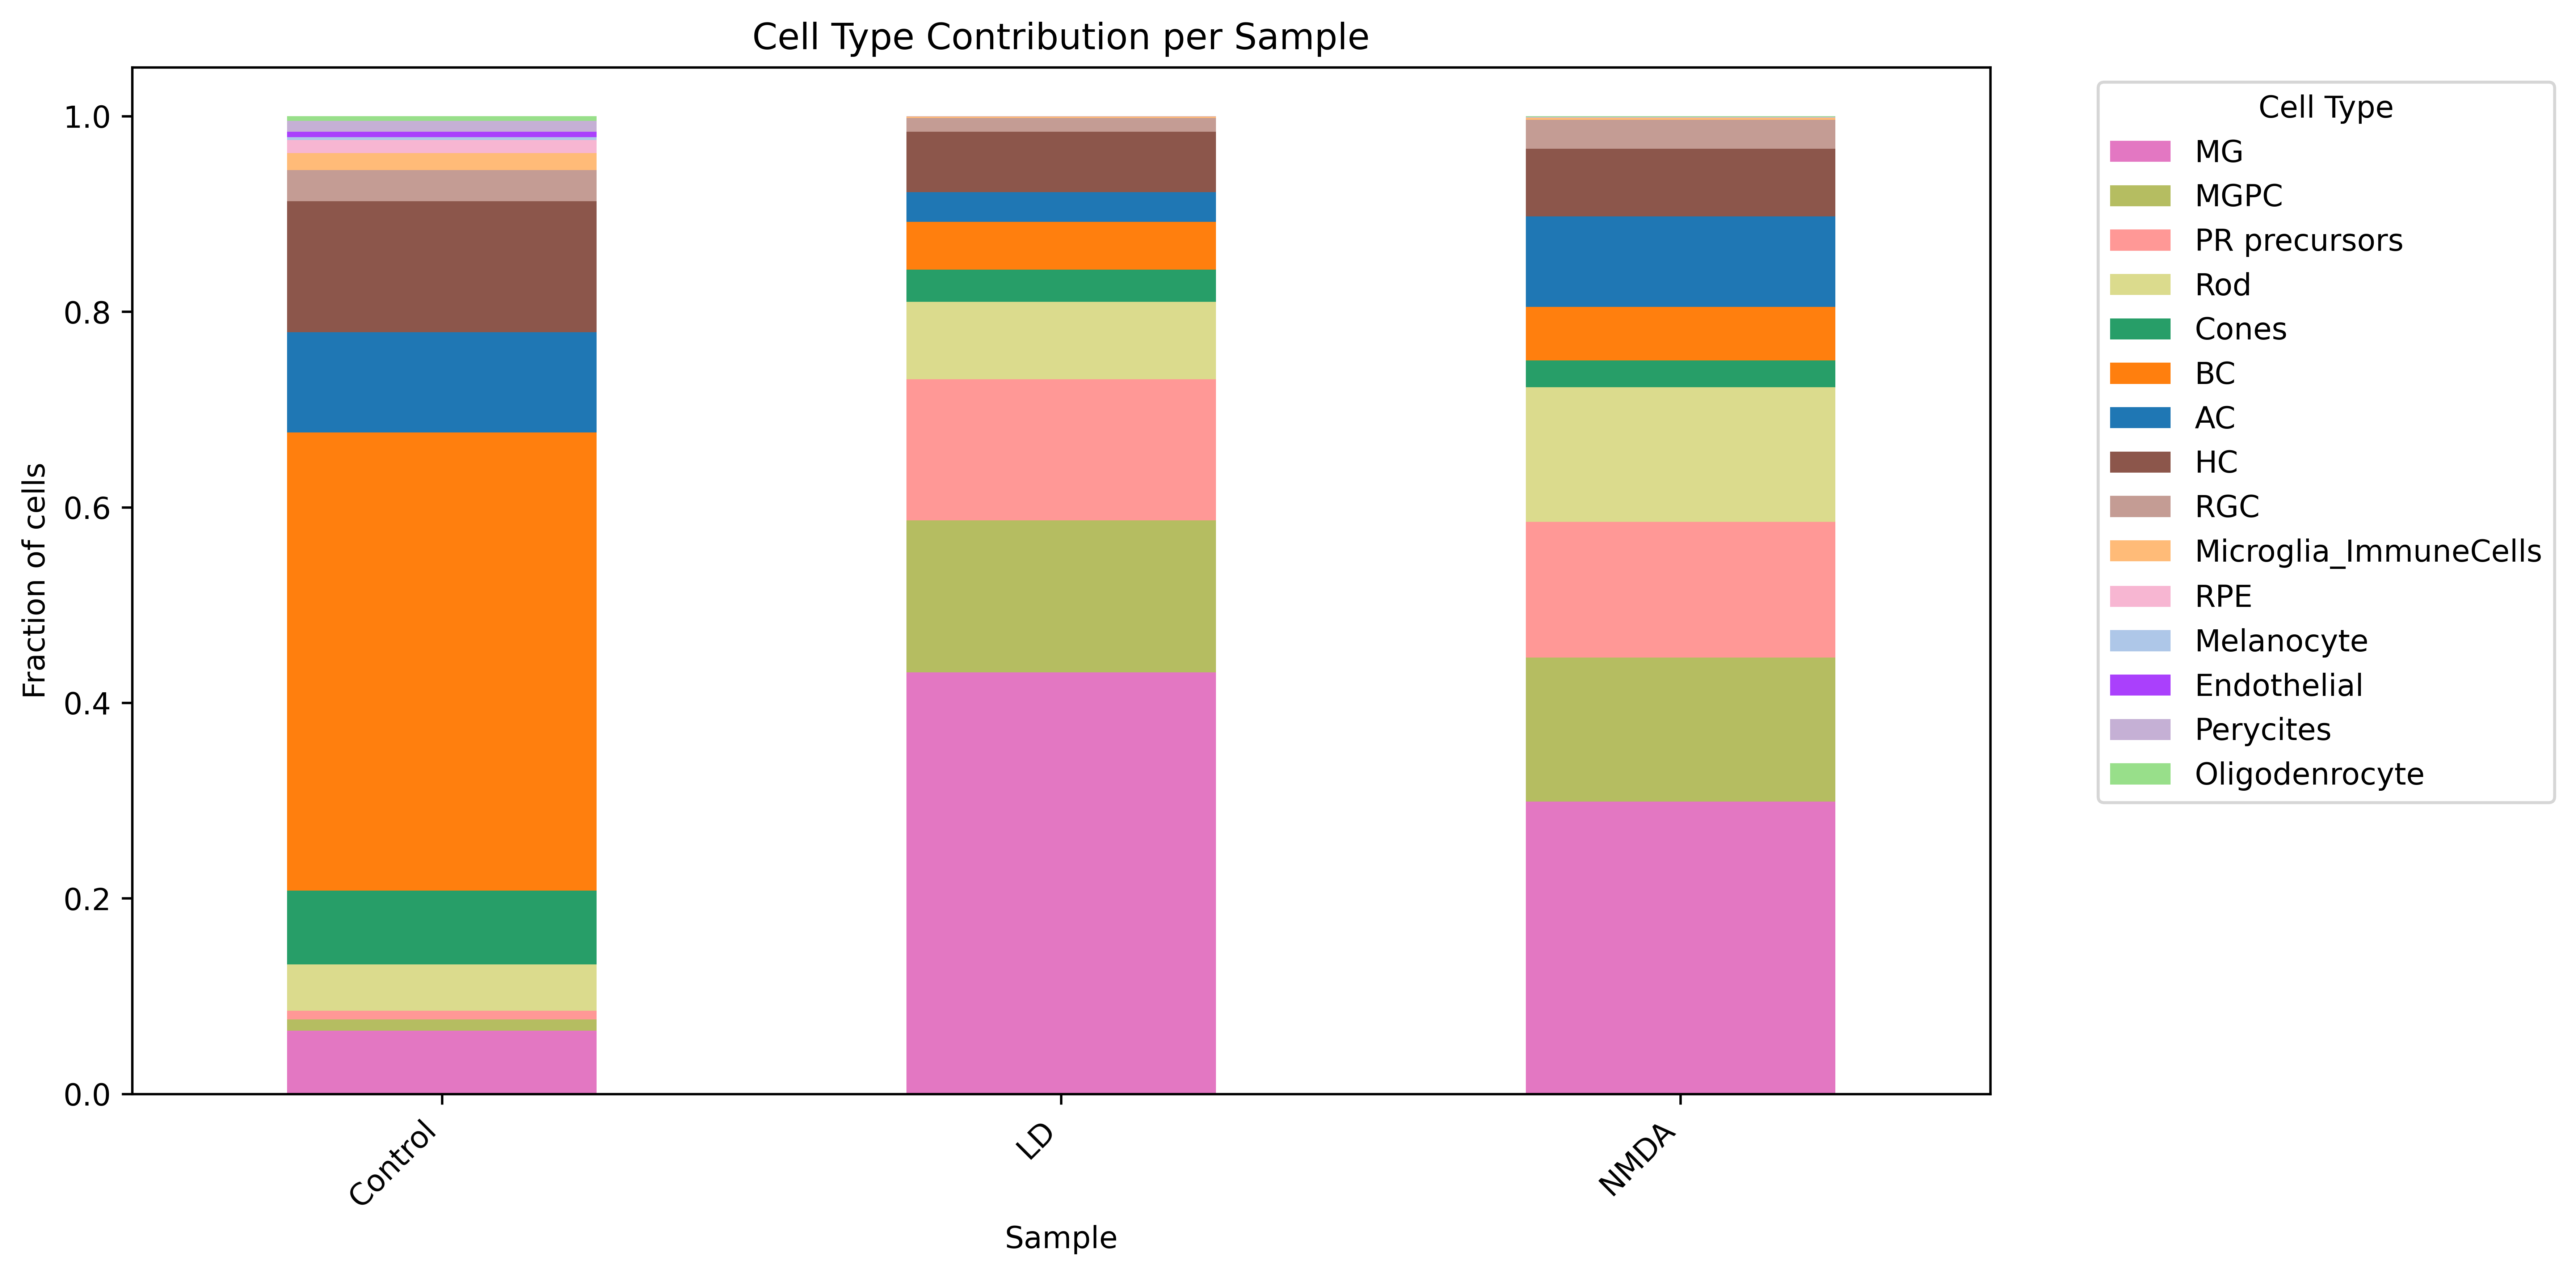 Cell Type Contribution per Sample
1.0
0.8
0.6
0.4
0.2
0.0
Fraction of cells
Control
LD
NMDA
Sample
Cell Type
MG
MGPC
PR precursors
Rod
Cones
BC
AC
HC
RGC
Microglia_ImmuneCells
RPE
Melanocyte
Endothelial
Perycites
Oligodenrocyte